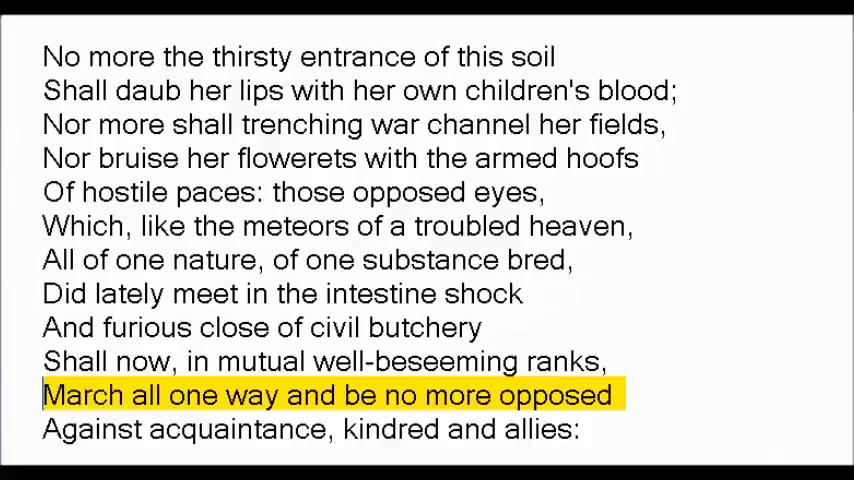 No more the thirsty entrance of this soil
Shall daub her lips with her own children's blood;
Nor more shall trenching war channel her fields,
Nor bruise her flowerets with the armed hoofs
Of hostile paces: those opposed eyes,
Which, like the meteors of a troubled heaven,
All of one nature, of one substance bred,
Did lately meet in the intestine shock
And furious close of civil butchery
Shall now, in mutual well-beseeming ranks,
March all one way and be no more opposed
Against acquaintance, kindred and allies: